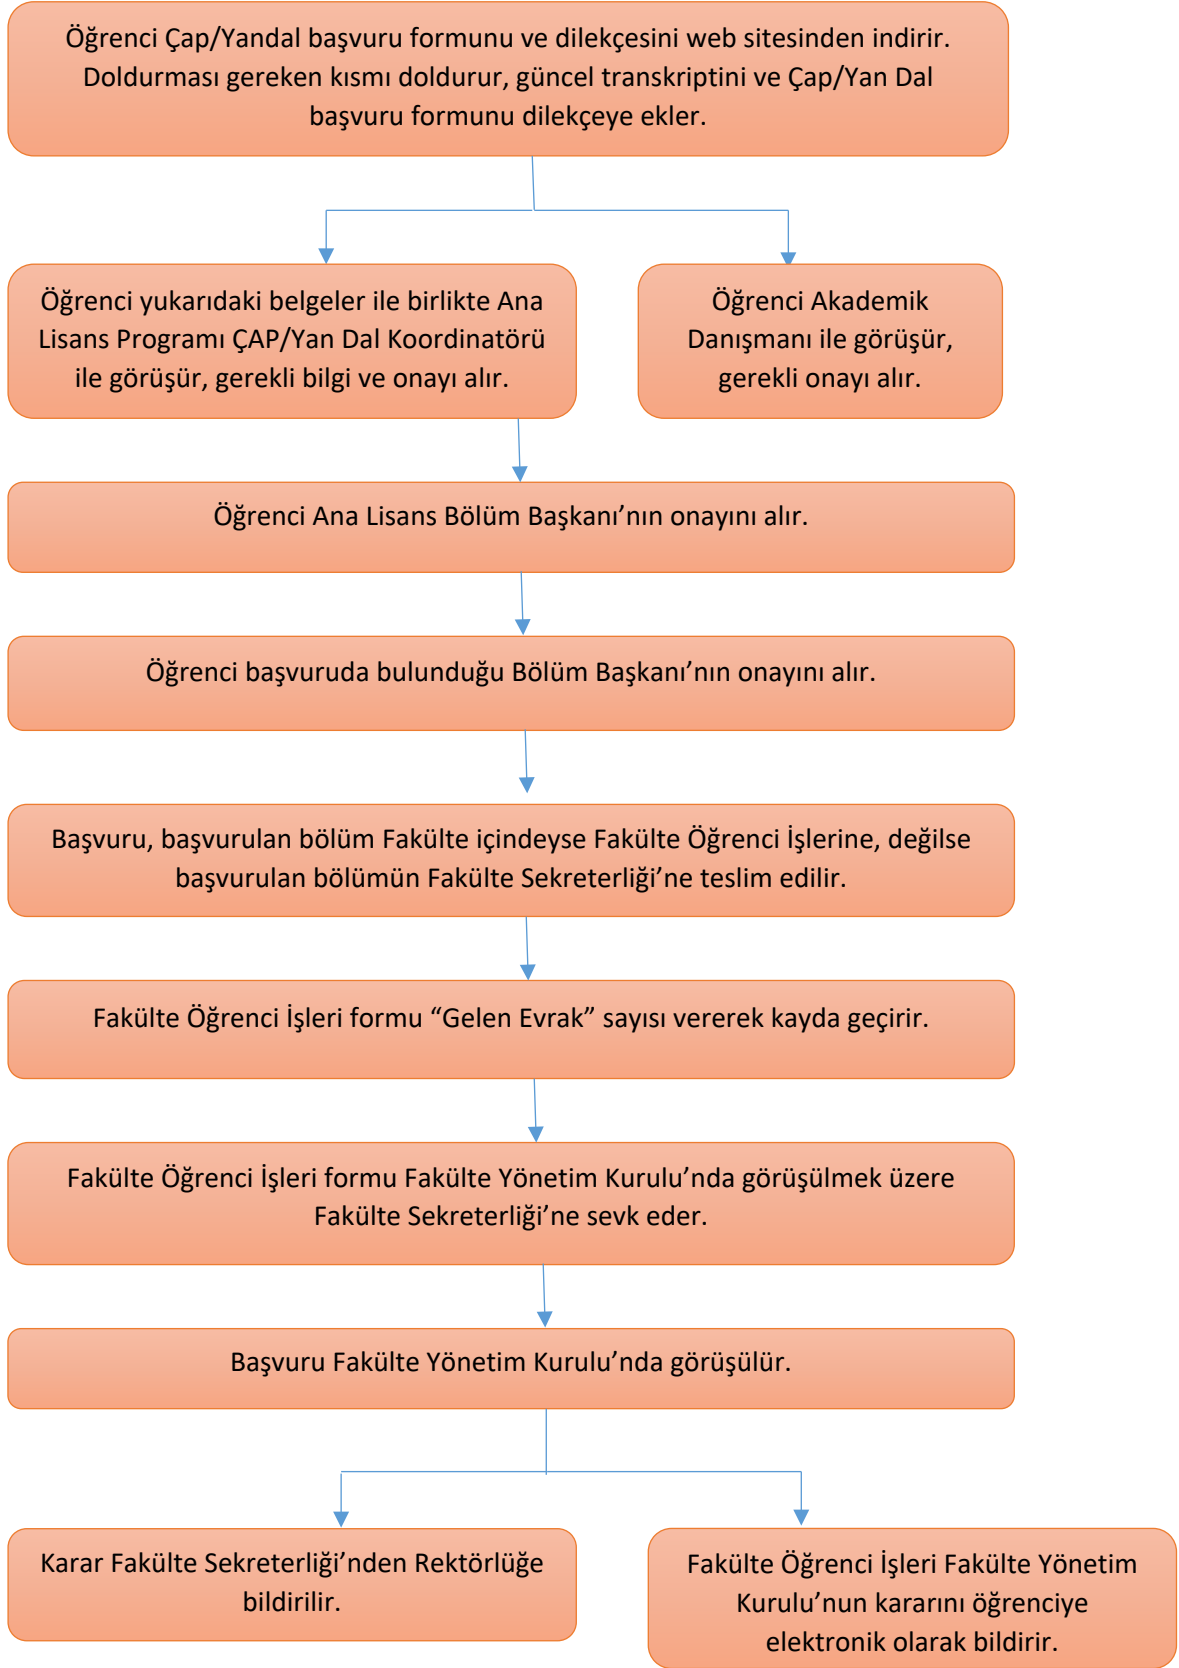 Öğrenci Çap/Yandal başvuru formunu ve dilekçesini web sitesinden indirir.
Doldurması gereken kısmı doldurur, güncel transkriptini ve Çap/Yan Dal
başvuru formunu dilekçeye ekler.
Öğrenci yukarıdaki belgeler ile birlikte Ana
Lisans Programı ÇAP/Yan Dal Koordinatörü
ile görüşür, gerekli bilgi ve onayı alır.
Öğrenci Akademik
Danışmanı ile görüşür,
gerekli onayı alır.
Öğrenci Ana Lisans Bölüm Başkanı’nın onayını alır.
Öğrenci başvuruda bulunduğu Bölüm Başkanı’nın onayını alır.
Başvuru, başvurulan bölüm Fakülte içindeyse Fakülte Öğrenci İşlerine, değilse
başvurulan bölümün Fakülte Sekreterliği’ne teslim edilir.
Fakülte Öğrenci İşleri formu “Gelen Evrak” sayısı vererek kayda geçirir.
Fakülte Öğrenci İşleri formu Fakülte Yönetim Kurulu’nda görüşülmek üzere
Fakülte Sekreterliği’ne sevk eder.
Başvuru Fakülte Yönetim Kurulu’nda görüşülür.
Karar Fakülte Sekreterliği’nden Rektörlüğe
bildirilir.
Fakülte Öğrenci İşleri Fakülte Yönetim
Kurulu’nun kararını öğrenciye
elektronik olarak bildirir.